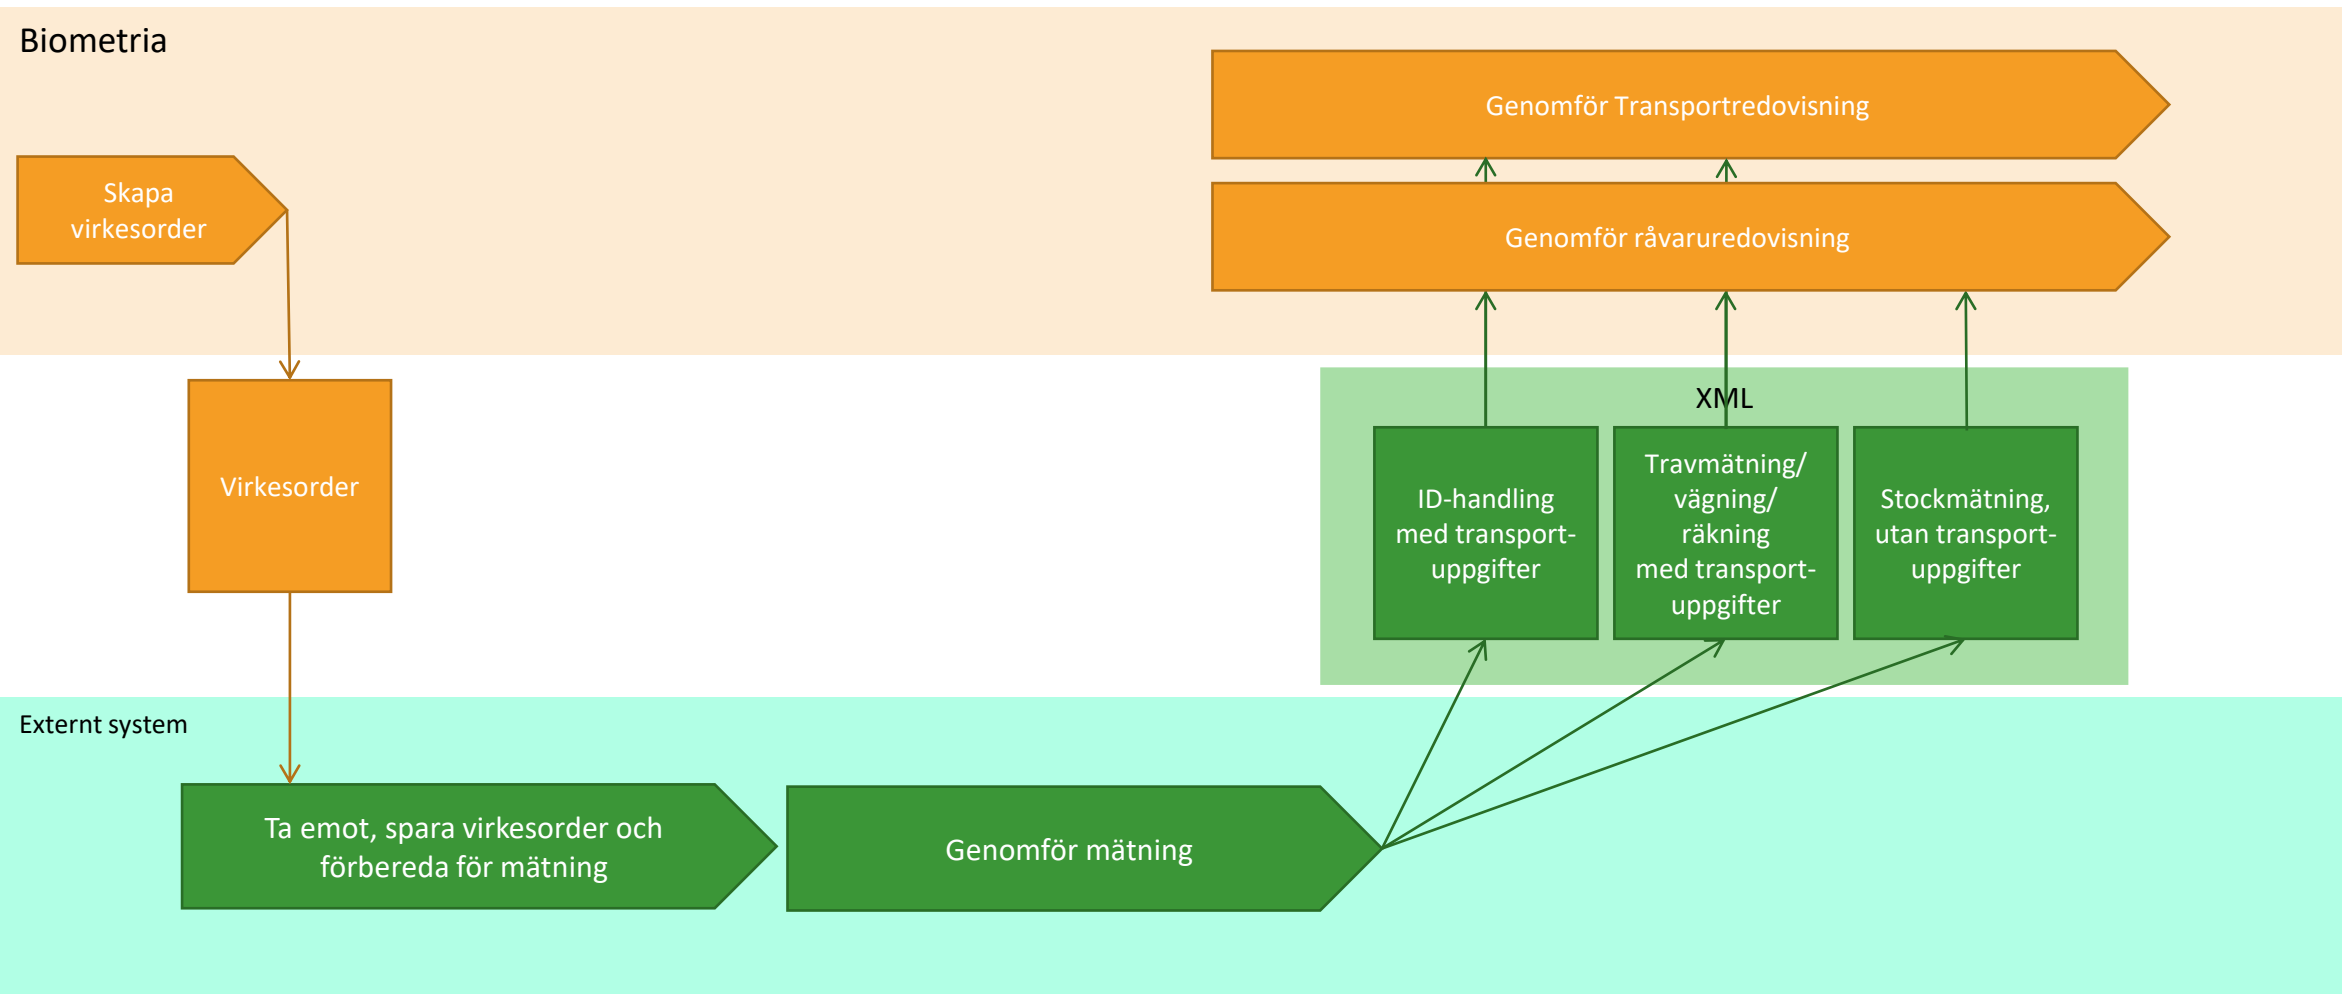 Biometria
Genomför Transportredovisning
Skapa
virkesorder
Genomför råvaruredovisning
XML
Virkesorder
ID-handling
med transport-
uppgifter
Travmätning/
vägning/
räkning
med transport-
uppgifter
Stockmätning,
utan transport-
uppgifter
Externt system
Ta emot, spara virkesorder och
förbereda för mätning
Genomför mätning